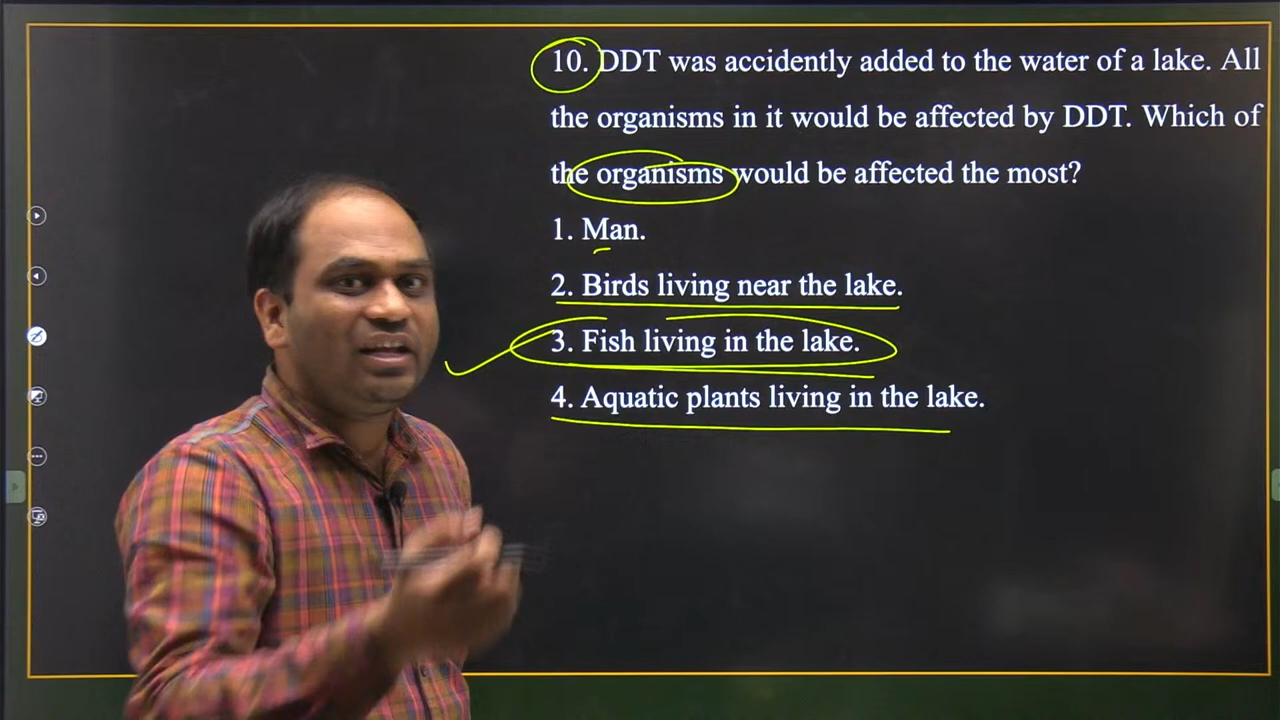 10. DDT was accidently added to the water of a lake. All
the organisms in it would be affected by DDT. Which of
the organisms would be affected the most?
1. Man.
2. Birds living near the lake.
3. Fish living in the lake.
4. Aquatic plants living in the lake.